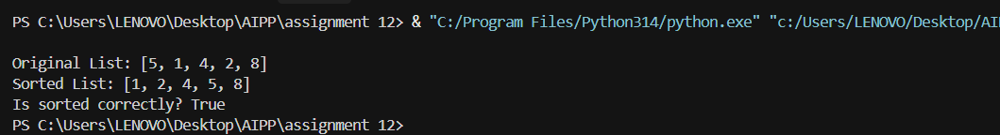 PS C:\Users\LENOVO\Desktop\AIPP\assignment 12> & "C:/Program Files/Python314/python.exe" "c:/Users/LENOVO/Desktop/AI
Original List: [5, 1, 4, 2, 8]
Sorted List: [1, 2, 4, 5, 8]
Is sorted correctly? True
PS C:\Users\LENOVO\Desktop\AIPP\assignment 12>